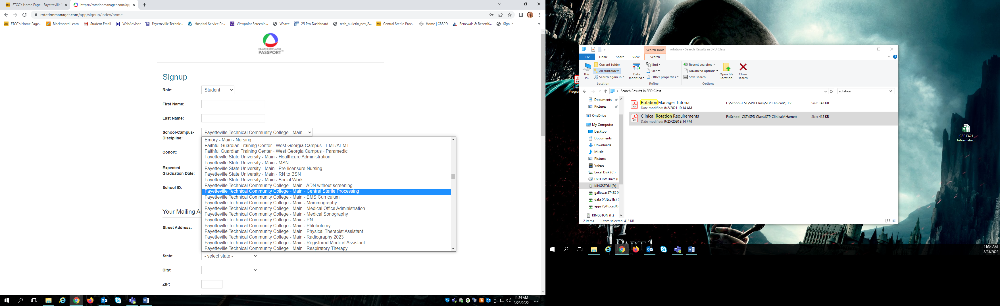 FTCC's Home Page - Fayetteville
https://rotationmanager.com/app
rotationmanager.com/app/signup/index/home
FTCC's Home Page...
Blackboard Learn
Student Email
WebAdvisor
Fayetteville Technic...
Hospital Service Pr...
Viewpoint Screenin...
Weave
25 Pro Dashboard
tech_bulletin_nov_2...
Central Sterile Proc...
Home | CBSPD
Renewals & Recertif...
Sign In
»
HEALTH COMPLIANCE
PASSPORT™
Signup
Role: Student
First Name:
Last Name:
School-Campus-
Discipline:
Fayetteville Technical Community College - Main -
Emory - Main - Nursing
Faithful Guardian Training Center - West Georgia Campus - EMT/AEMT
Faithful Guardian Training Center - West Georgia Campus - Paramedic
Cohort:
Fayetteville State University - Main - Healthcare Administration
Fayetteville State University - Main - MSN
Fayetteville State University - Main - Pre-licensure Nursing
Expected
Graduation Date:
Fayetteville State University - Main - RN to BSN
Fayetteville State University - Main - Social Work
Fayetteville Technical Community College - Main - ADN without screening
School ID:
Fayetteville Technical Community College - Main - Central Sterile Processing
Fayetteville Technical Community College - Main - EMS Curriculum
Fayetteville Technical Community College - Main - Mammography
Fayetteville Technical Community College - Main - Medical Office Administration
Your Mailing Ad
Fayetteville Technical Community College - Main - Medical Sonography
Fayetteville Technical Community College - Main - PN
Fayetteville Technical Community College - Main - Phlebotomy
Street Address:
Fayetteville Technical Community College - Main - Physical Therapist Assistant
Fayetteville Technical Community College - Main - Radiography 2023
Fayetteville Technical Community College - Main - Registered Medical Assistant
Fayetteville Technical Community College - Main - Respiratory Therapy
State: - select state -
City:
ZIP:
11:34 AM
3/23/2022
Search Tools
rotation - Search Results in SPD Class
File
Home
Share
View
Search
This
PC
Current folder
All subfolders
Search again in
Location
Date
modified
Kind
Size
Other properties
Refine
Recent searches
Advanced options
Save search
Options
Open file
location
Close
search
Search Results in SPD Class
rotation
Documents
Pictures
OneDrive
My Computer
Desktop
Documents
Downloads
Music
Pictures
Videos
Local Disk (C:)
DVD RW Drive (D
KINGSTON (F:)
gallowas5743$ (\
data (\\ftcc1fs) (
apps (\\ftccad4)
KINGSTON (F:)
Rotation Manager Tutorial
Date modified: 8/2/2021 10:14 AM
F:\School-CST\SPD Class\STP Clinicals\CFV
Size: 143 KB
Clinical Rotation Requirements
Date modified: 9/25/2020 3:14 PM
F:\School-CST\SPD Class\STP Clinicals\Harnett
Size: 413 KB
2 items
1 item selected 413 KB
Heal
Progra
CSP FA21
Informatio...
PART 1
11:34 AM
3/23/2022